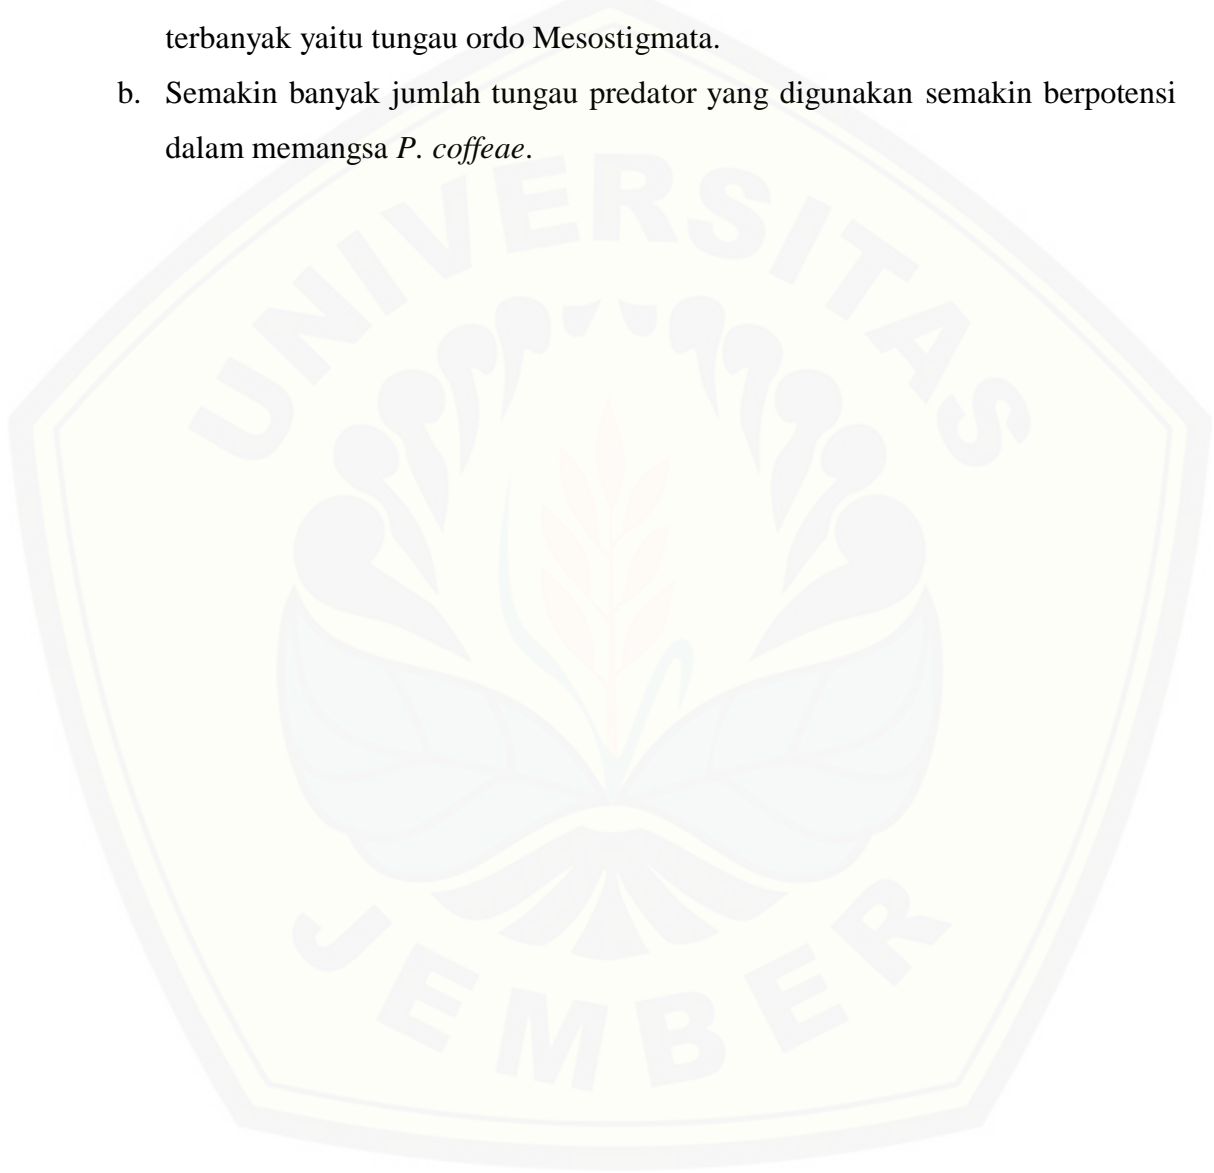 terbanyak yaitu tungau ordo Mesostigmata.
b. Semakin banyak jumlah tungau predator yang digunakan semakin berpotensi
dalam memangsa P. coffeae.
UNIVERSITAS
JEMBER